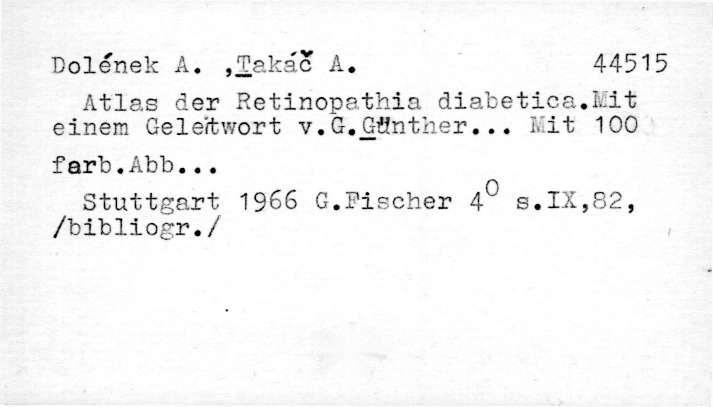 Dolének A. ,Takáč A. 44515
Atlas der Retinopathia diabetica.Mit
einem Geleitwort v.G.Günther... Mit 100
farb.Abb...
Stuttgart 1966 G.Fischer 4⁰ s.IX,82,
/bibliogr./